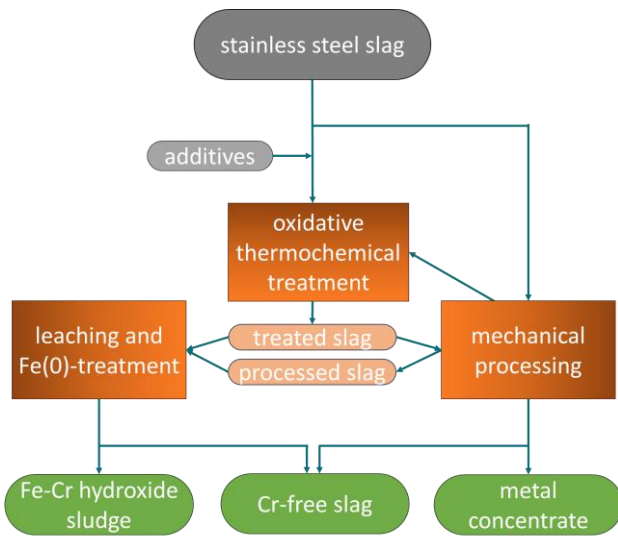 stainless steel slag
additives
oxidative
thermochemical
treatment
leaching and
Fe(0)-treatment
treated slag
processed slag
mechanical
processing
Fe-Cr hydroxide
sludge
Cr-free slag
metal
concentrate